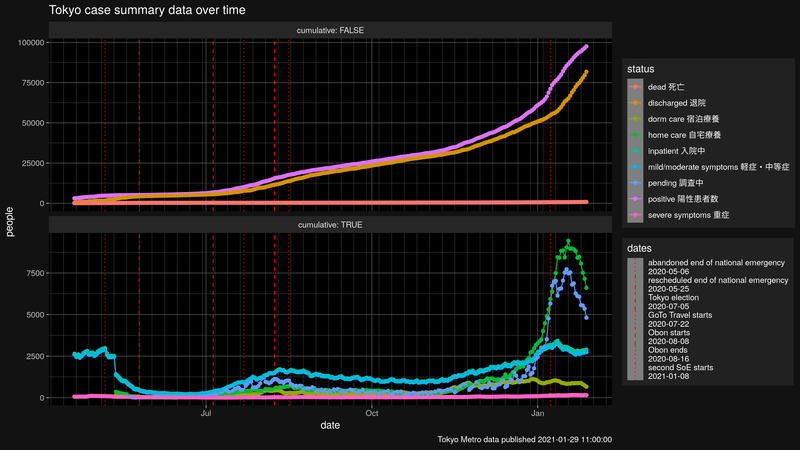 Tokyo case summary data over time
cumulative: FALSE
100000
75000
50000
25000
0
cumulative: TRUE
7500
5000
2500
0
people
Jul
Oct
Jan
date
Tokyo Metro data published 2021-01-29 11:00:00
status
dead 死亡
discharged 退院
dorm care 宿泊療養
home care 自宅療養
inpatient 入院中
mild/moderate symptoms 軽症・中等症
pending 調査中
positive 陽性患者数
severe symptoms 重症
dates
abandoned end of national emergency
2020-05-06
rescheduled end of national emergency
2020-05-25
Tokyo election
2020-07-05
GoTo Travel starts
2020-07-22
Obon starts
2020-08-08
Obon ends
2020-08-16
second SoE starts
2021-01-08